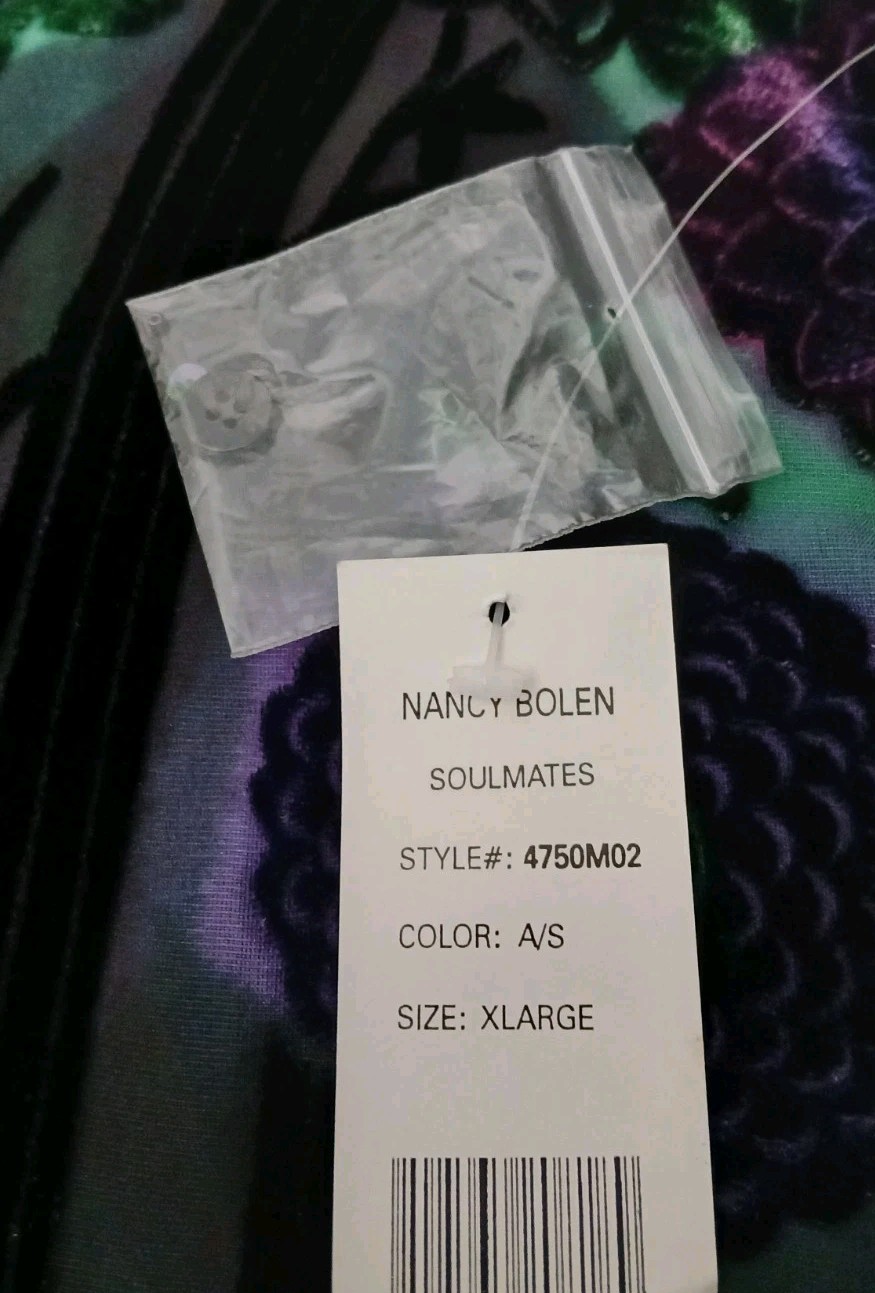 NANCY BOLEN
SOULMATES
STYLE#: 4750M02
COLOR: A/S
SIZE: XLARGE